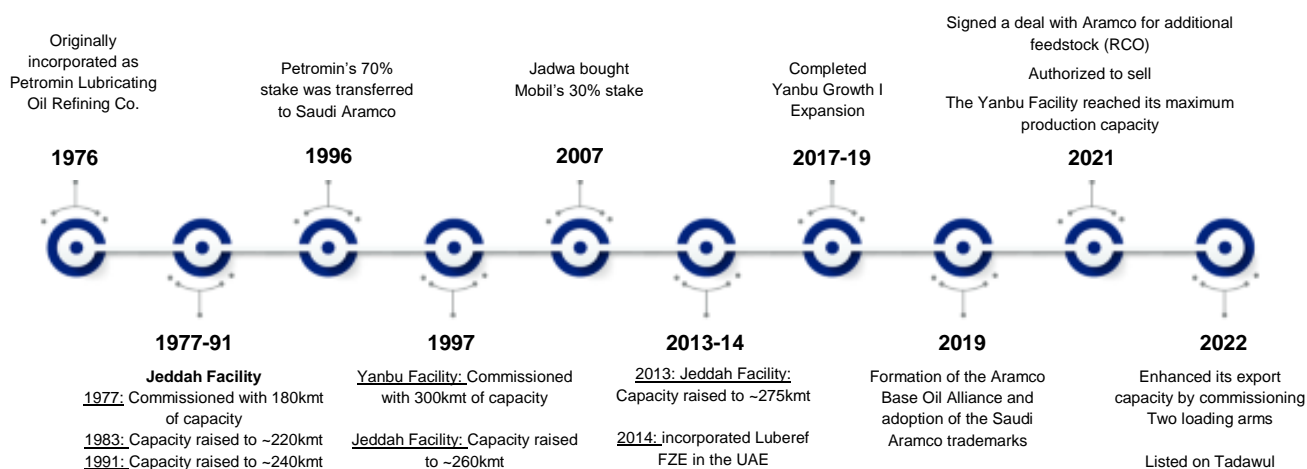 Originally
incorporated as
Petromin Lubricating
Oil Refining Co.
1976
Petromin's 70%
stake was transferred
to Saudi Aramco
1996
Jadwa bought
Mobil's 30% stake
2007
Completed
Yanbu Growth I
Expansion
2017-19
Signed a deal with Aramco for additional
feedstock (RCO)
Authorized to sell
The Yanbu Facility reached its maximum
production capacity
2021
1977-91
Jeddah Facility
1977: Commissioned with 180kmt
of capacity
1983: Capacity raised to ~220kmt
1991: Capacity raised to ~240kmt
1997
Yanbu Facility: Commissioned
with 300kmt of capacity
Jeddah Facility: Capacity raised
to ~260kmt
2013-14
2013: Jeddah Facility:
Capacity raised to ~275kmt
2014: incorporated Luberef
FZE in the UAE
2019
Formation of the Aramco
Base Oil Alliance and
adoption of the Saudi
Aramco trademarks
2022
Enhanced its export
capacity by commissioning
Two loading arms
Listed on Tadawul